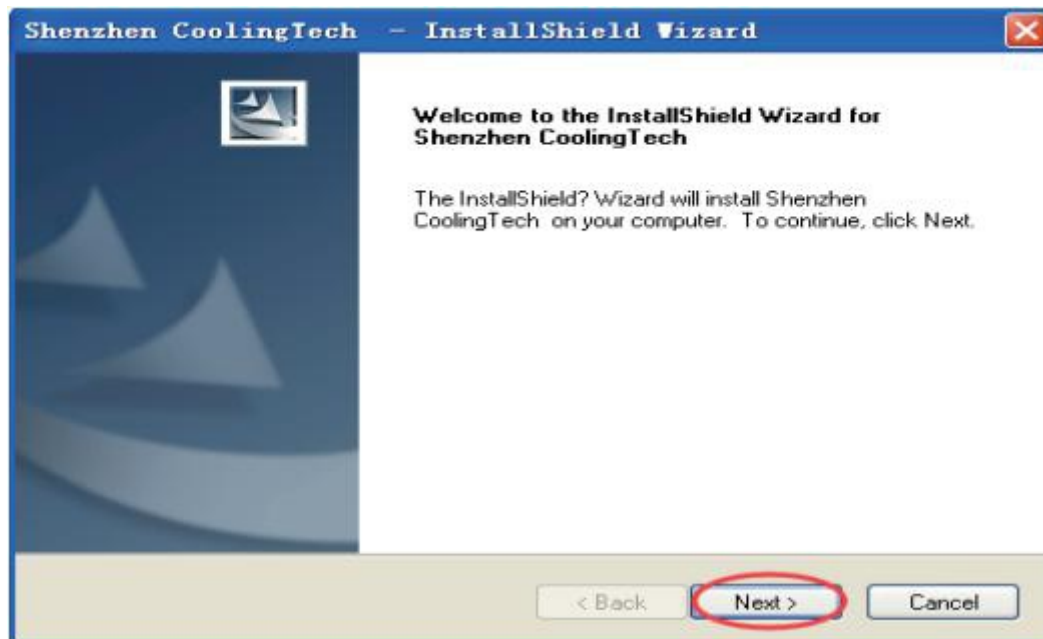 Shenzhen CoolingTech - InstallShield Wizard
Welcome to the InstallShield Wizard for
Shenzhen CoolingTech
The InstallShield? Wizard will install Shenzhen
CoolingTech on your computer. To continue, click Next.
< Back
Next >
Cancel